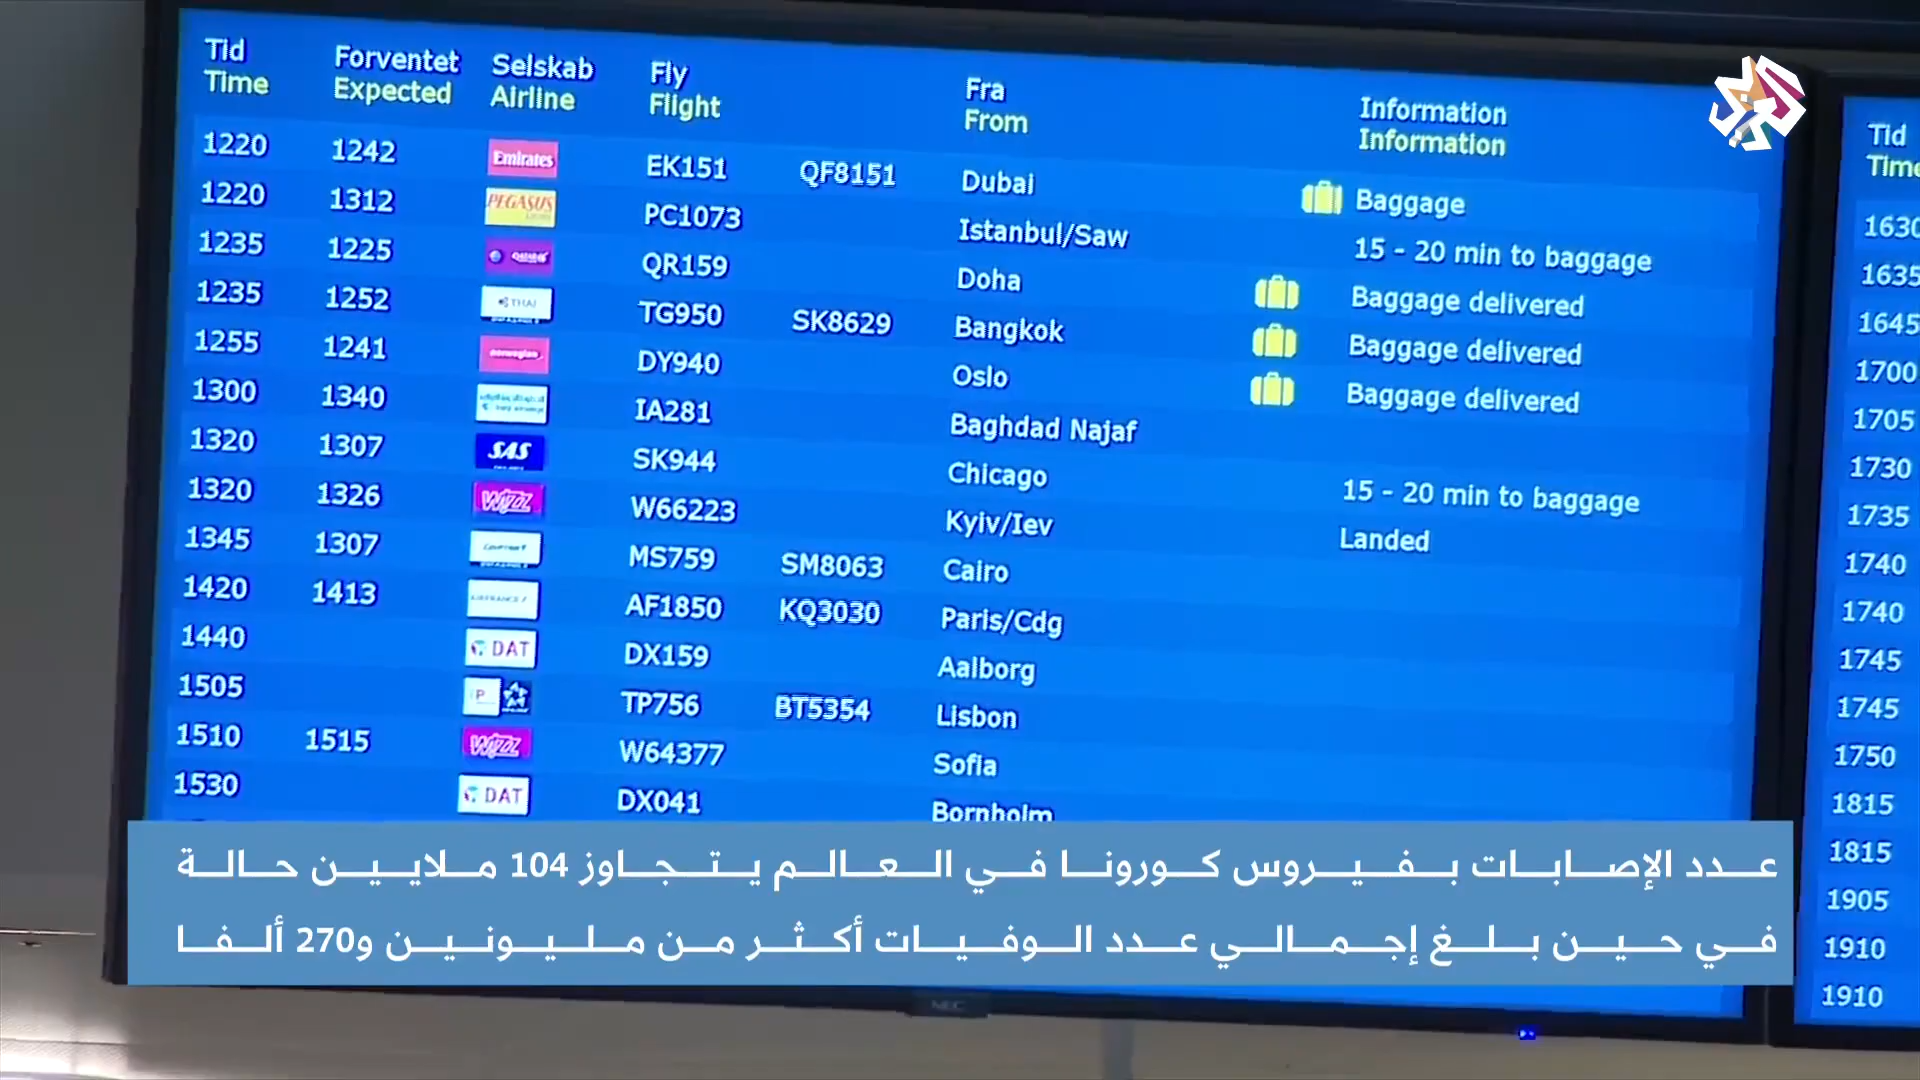 Tid Forventet Selskab Fly Fra Information
Time Expected Airline Flight From Information
1220 1242 Emirates EK151 QF8151 Dubai Baggage
1220 1312 PEGASUS PC1073 Istanbul/Saw 15 - 20 min to baggage
1235 1225 QATAR QR159 Doha Baggage delivered
1235 1252 THAI TG950 SK8629 Bangkok Baggage delivered
1255 1241 norwegian DY940 Oslo Baggage delivered
1300 1340 IA281 Baghdad Najaf
1320 1307 SAS SK944 Chicago 15 - 20 min to baggage
1320 1326 Wizz W66223 Kyiv/Iev Landed
1345 1307 MS759 SM8063 Cairo
1420 1413 AIRFRANCE AF1850 KQ3030 Paris/Cdg
1440 DAT DX159 Aalborg
1505 TP756 BT5354 Lisbon
1510 1515 Wizz W64377 Sofia
1530 DAT DX041 Bornholm
Tid
Time
1630
1635
1645
1700
1705
1730
1735
1740
1740
1745
1745
1750
1815
1815
1905
1910
1910
عدد الإصابات بفيروس كورونا في العالم يتجاوز 104 ملايين حالة
في حين بلغ إجمالي عدد الوفيات أكثر من مليونين و270 ألفا
NEC